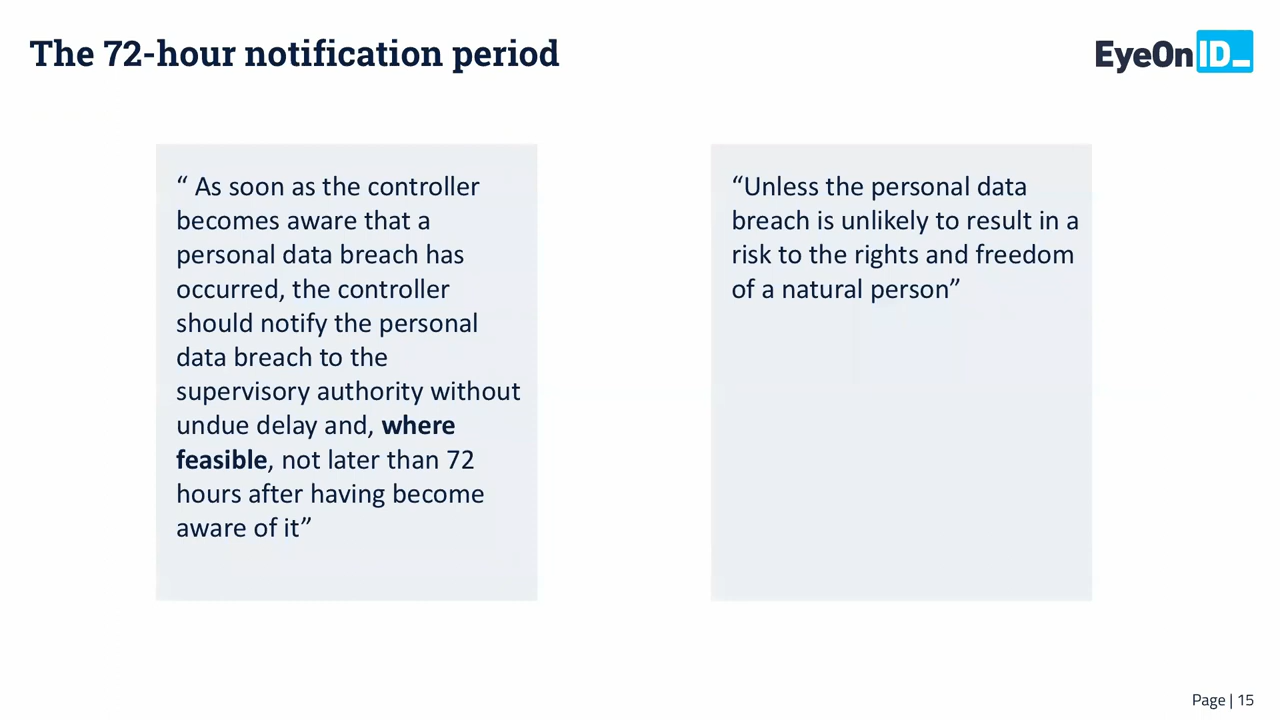 The 72-hour notification period
EyeOnID_
“ As soon as the controller
becomes aware that a
personal data breach has
occurred, the controller
should notify the personal
data breach to the
supervisory authority without
undue delay and, where
feasible, not later than 72
hours after having become
aware of it”
“Unless the personal data
breach is unlikely to result in a
risk to the rights and freedom
of a natural person”
Page | 15